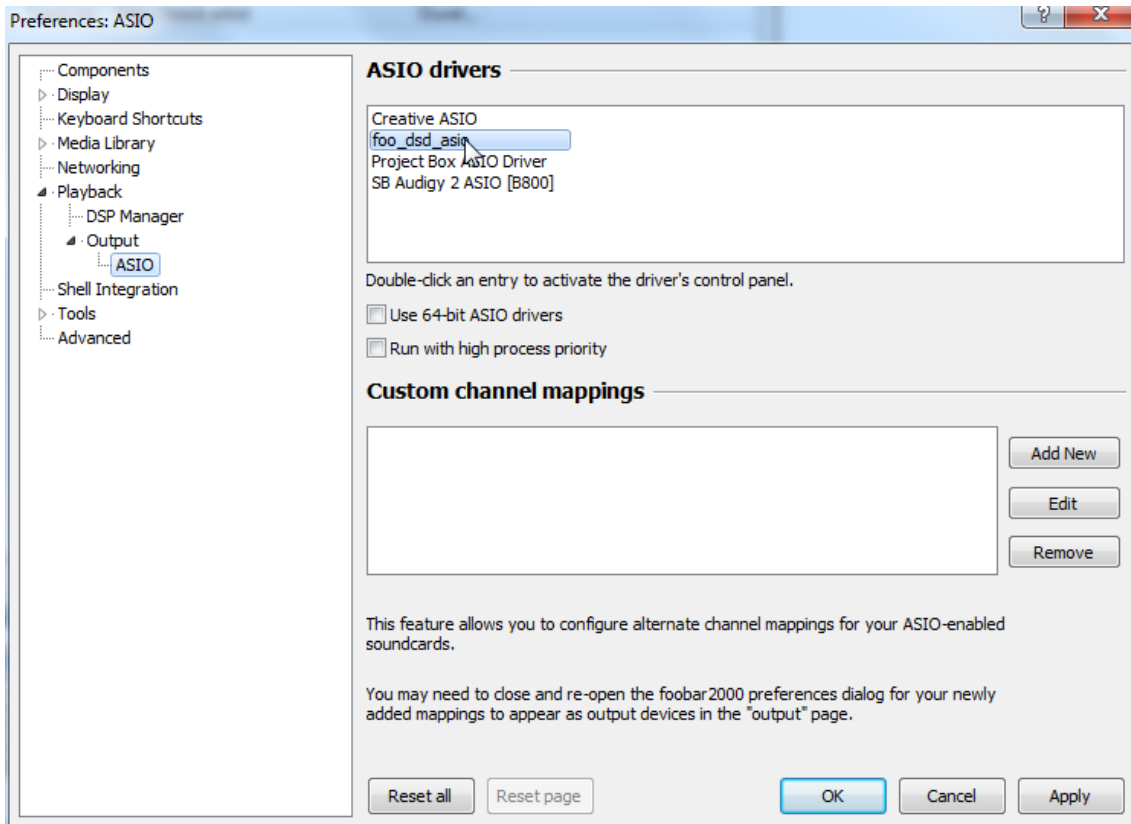 Preferences: ASIO
Components
Display
Keyboard Shortcuts
Media Library
Networking
Playback
DSP Manager
Output
ASIO
Shell Integration
Tools
Advanced
ASIO drivers
Creative ASIO
foo_dsd_asio
Project Box ASIO Driver
SB Audigy 2 ASIO [B800]
Double-click an entry to activate the driver's control panel.
Use 64-bit ASIO drivers
Run with high process priority
Custom channel mappings
Add New
Edit
Remove
This feature allows you to configure alternate channel mappings for your ASIO-enabled
soundcards.
You may need to close and re-open the foobar2000 preferences dialog for your newly
added mappings to appear as output devices in the "output" page.
Reset all
Reset page
OK
Cancel
Apply